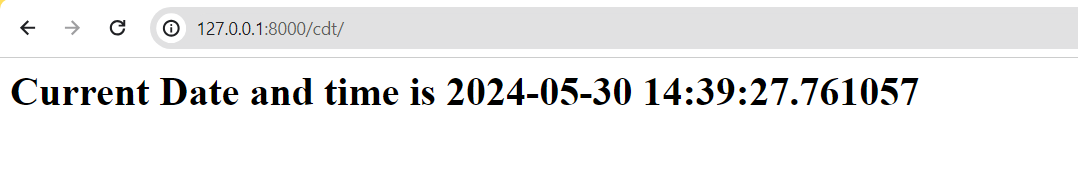 127.0.0.1:8000/cdt/
Current Date and time is 2024-05-30 14:39:27.761057